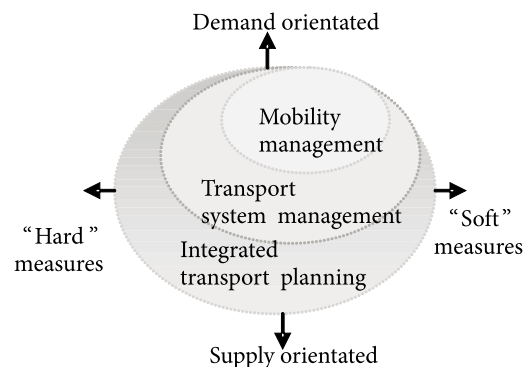 Demand orientated
Mobility
management
Transport
system management
“Hard”
measures
“Soft”
measures
Integrated
transport planning
Supply orientated